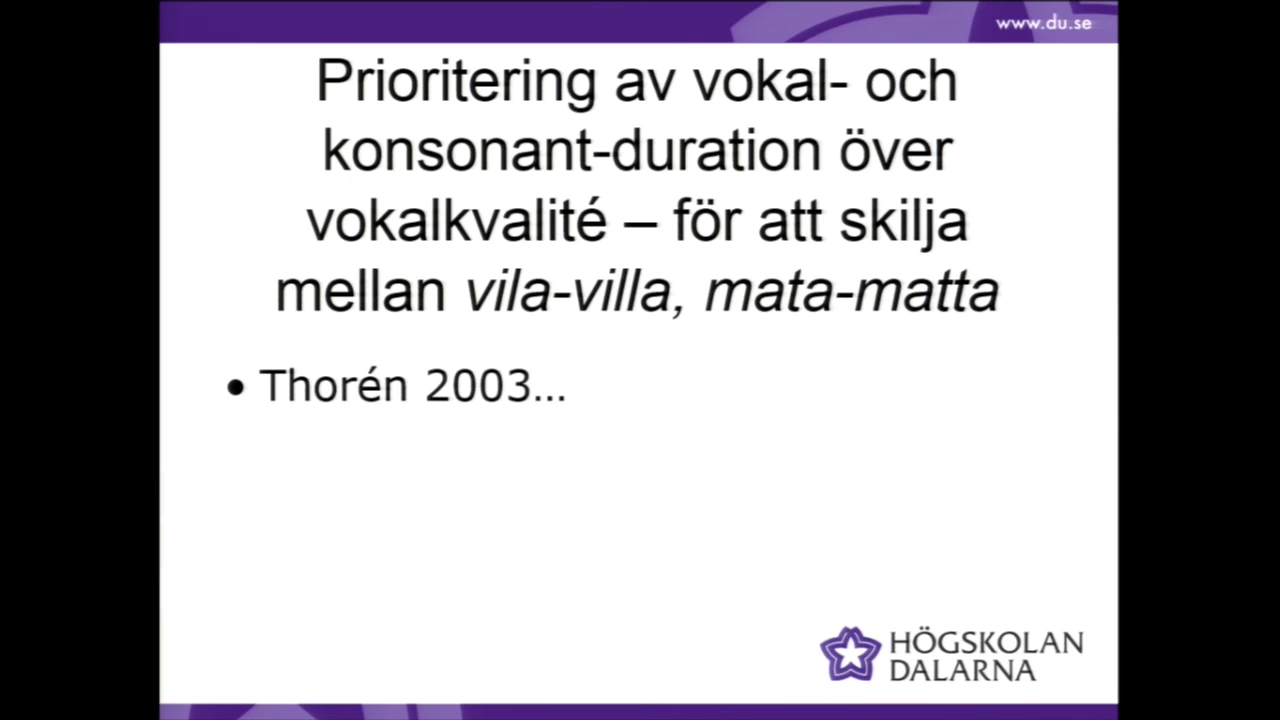 www.du.se
Prioritering av vokal- och
konsonant-duration över
vokalkvalité – för att skilja
mellan vila-villa, mata-matta
• Thorén 2003...
HÖGSKOLAN
DALARNA